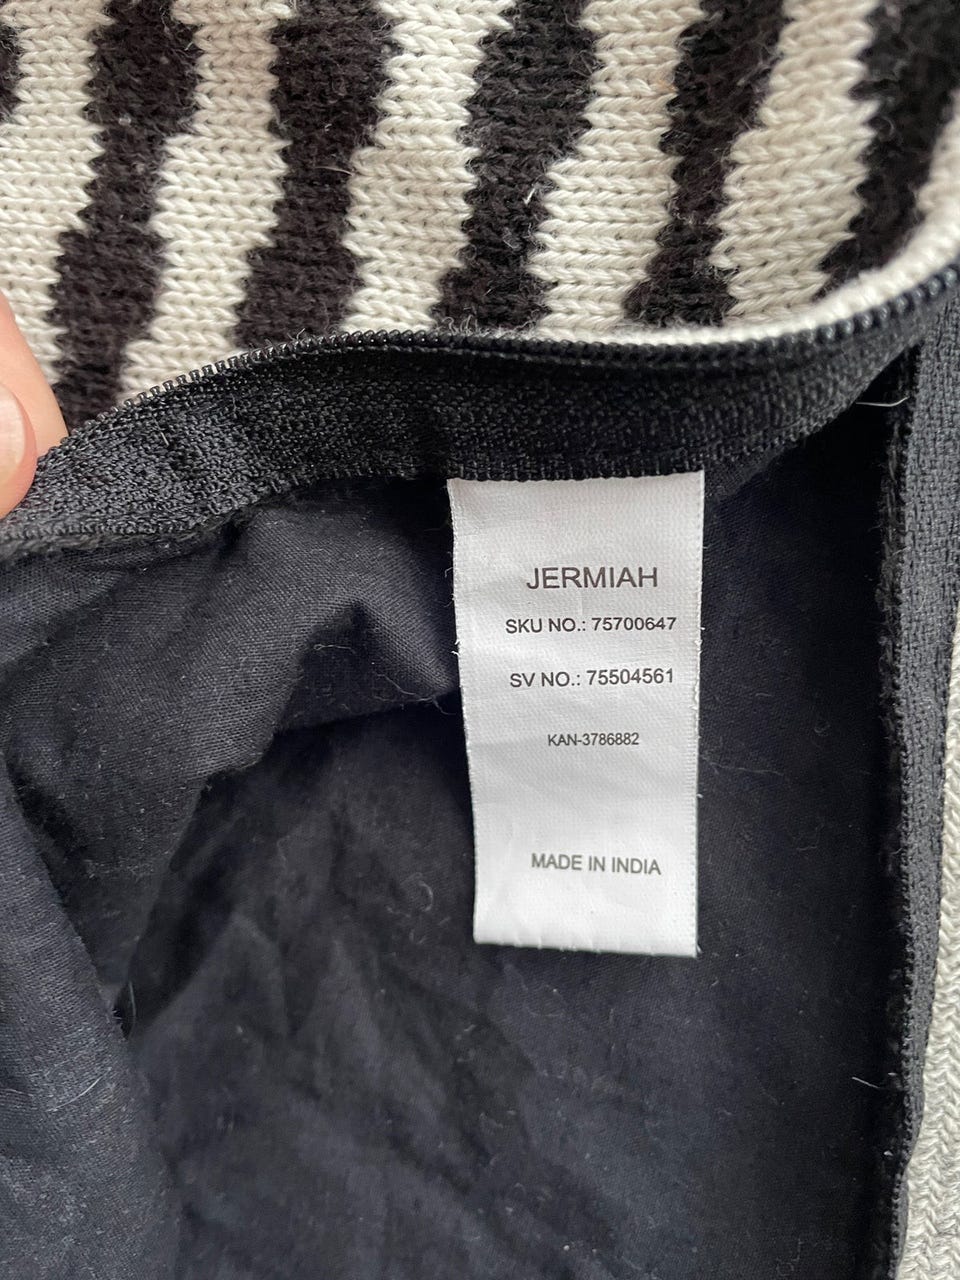 JERMIAH
SKU NO.: 75700647
SV NO.: 75504561
KAN-3786882
MADE IN INDIA